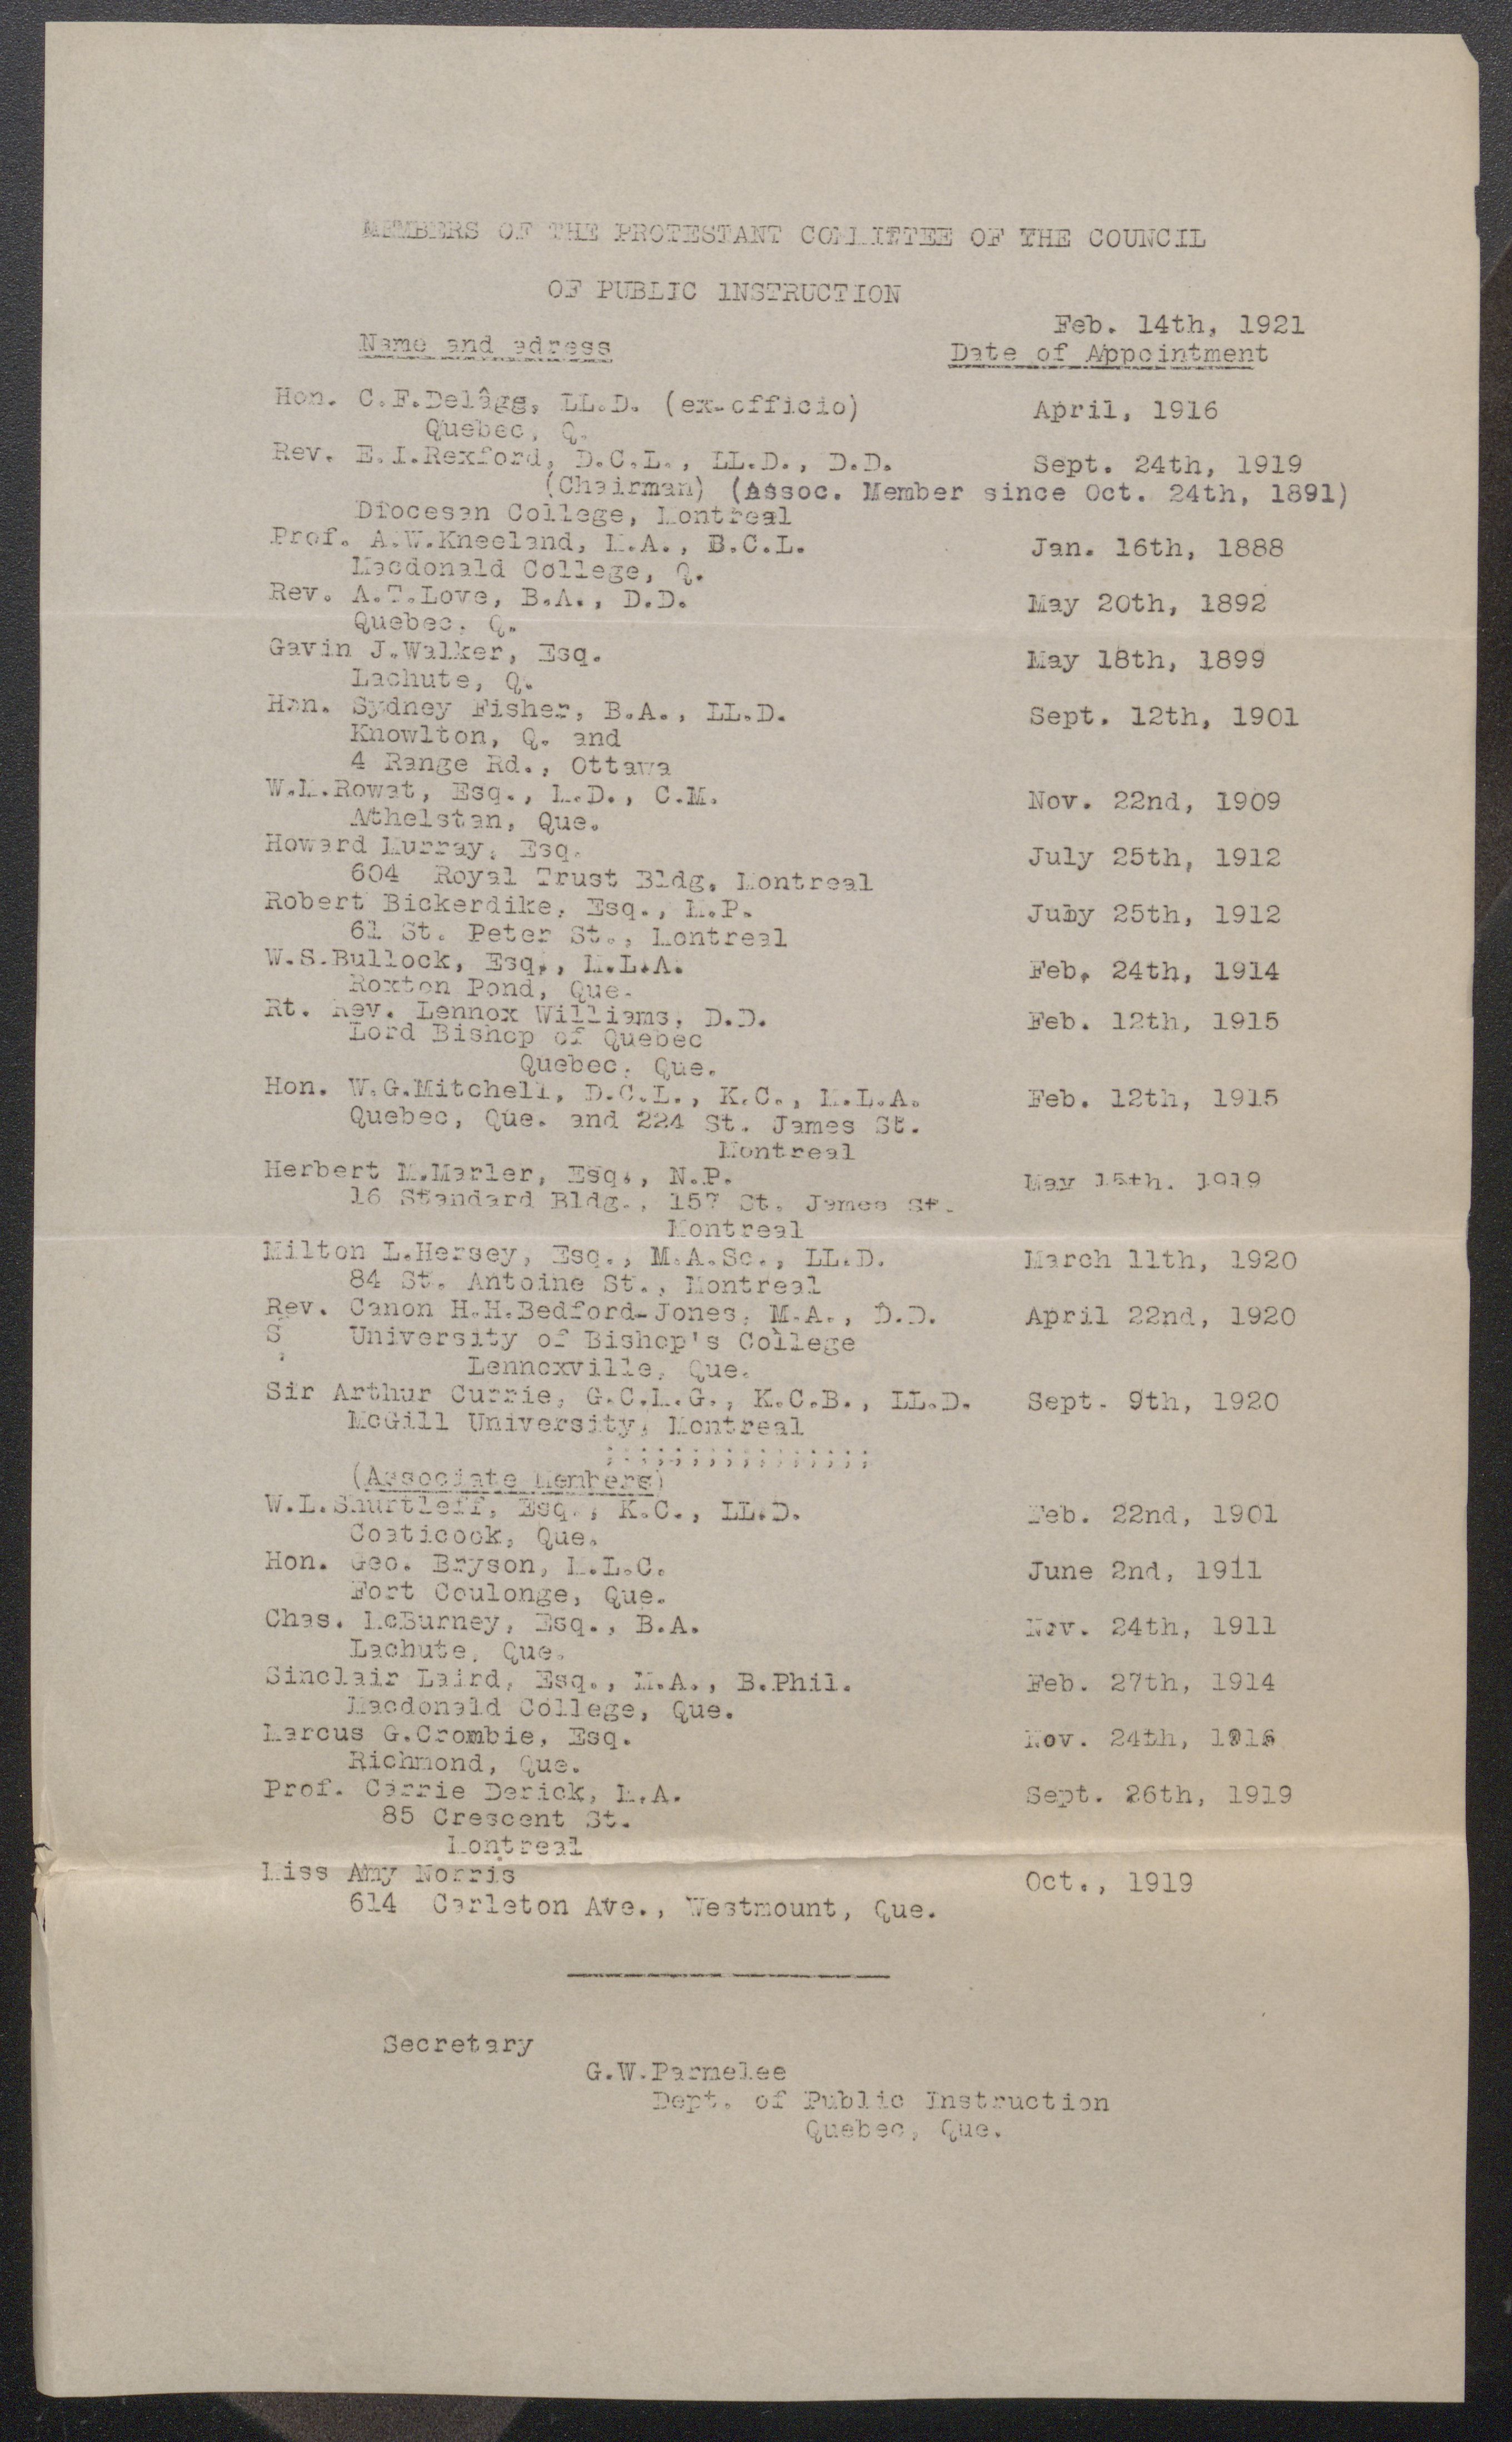 MEMBERS OF THE PROTESTANT COMMITTEE OF THE COUNCIL
OF PUBLIC INSTRUCTION
Feb. 14th, 1921
Name and adress Date of Appointment
Hon. C.F.Delâge, LL.D. (ex-officio) April, 1916
Quebec, Q.
Rev. E.I.Rexford, D.C.L., LL.D., D.D. Sept. 24th, 1919
(Chairman) (Assoc. Member since Oct. 24th, 1891)
Diocesan College, Montreal
Prof. A.W.Kneeland, M.A., B.C.L. Jan. 16th, 1888
Macdonald College, Q.
Rev. A.T.Love, B.A., D.D. May 20th, 1892
Quebec, Q.
Gavin J.Walker, Esq. May 18th, 1899
Lachute, Q.
Hon. Sydney Fisher, B.A., LL.D. Sept. 12th, 1901
Knowlton, Q. and
4 Range Rd., Ottawa
W.M.Rowat, Esq., M.D., C.M. Nov. 22nd, 1909
Athelstan, Que.
Howard Murray, Esq. July 25th, 1912
604 Royal Trust Bldg. Montreal
Robert Bickerdike, Esq., M.P. July 25th, 1912
61 St. Peter St., Montreal
W.S.Bullock, Esq., M.L.A. Feb. 24th, 1914
Roxton Pond, Que.
Rt. Rev. Lennox Williams, D.D. Feb. 12th, 1915
Lord Bishop of Quebec
Quebec, Que.
Hon. W.G.Mitchell, D.C.L., K.C., M.L.A. Feb. 12th, 1915
Quebec, Que. and 224 St. James St.
Montreal
Herbert M.Marler, Esq., N.P. May 15th. 1919
16 Standard Bldg., 157 St. James St.
Montreal
Milton L.Hersey, Esq., M.A.Sc., LL.D. March 11th, 1920
84 St. Antoine St., Montreal
Rev. Canon H.H.Bedford-Jones, M.A., D.D. April 22nd, 1920
S University of Bishop's College
Lennoxville, Que.
Sir Arthur Currie, G.C.M.G., K.C.B., LL.D. Sept. 9th, 1920
McGill University, Montreal
;;;;;;;;;;;;;;;;
(Associate Members)
W.L.Shurtleff, Esq., K.C., LL.D. Feb. 22nd, 1901
Coaticook, Que.
Hon. Geo. Bryson, M.L.C. June 2nd, 1911
Fort Coulonge, Que.
Chas. McBurney, Esq., B.A. Nov. 24th, 1911
Lachute, Que.
Sinclair Laird, Esq., M.A., B.Phil. Feb. 27th, 1914
Macdonald College, Que.
Marcus G.Crombie, Esq. Nov. 24th, 1916
Richmond, Que.
Prof. Carrie Derick, M.A. Sept. 26th, 1919
85 Crescent St.
Montreal
Miss Amy Norris Oct., 1919
614 Carleton Ave., Westmount, Que.
Secretary
G.W.Parmelee
Dept. of Public Instruction
Quebec, Que.